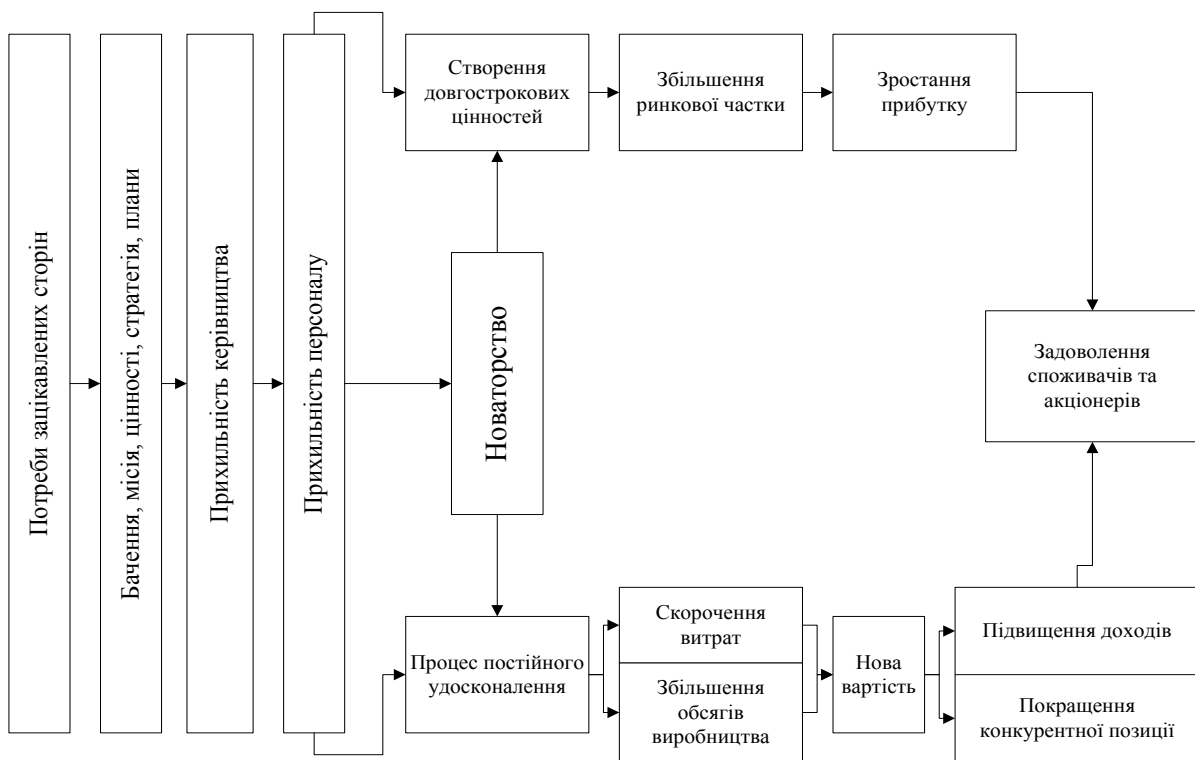 Потреби зацікавлених сторін
Бачення, місія, цінності, стратегія, плани
Прихильність керівництва
Прихильність персоналу
Новаторство
Створення
довгострокових
цінностей
Збільшення
ринкової частки
Зростання
прибутку
Задоволення
споживачів та
акціонерів
Процес постійного
удосконалення
Скорочення
витрат
Збільшення
обсягів
виробництва
Нова
вартість
Підвищення доходів
Покращення
конкурентної позиції